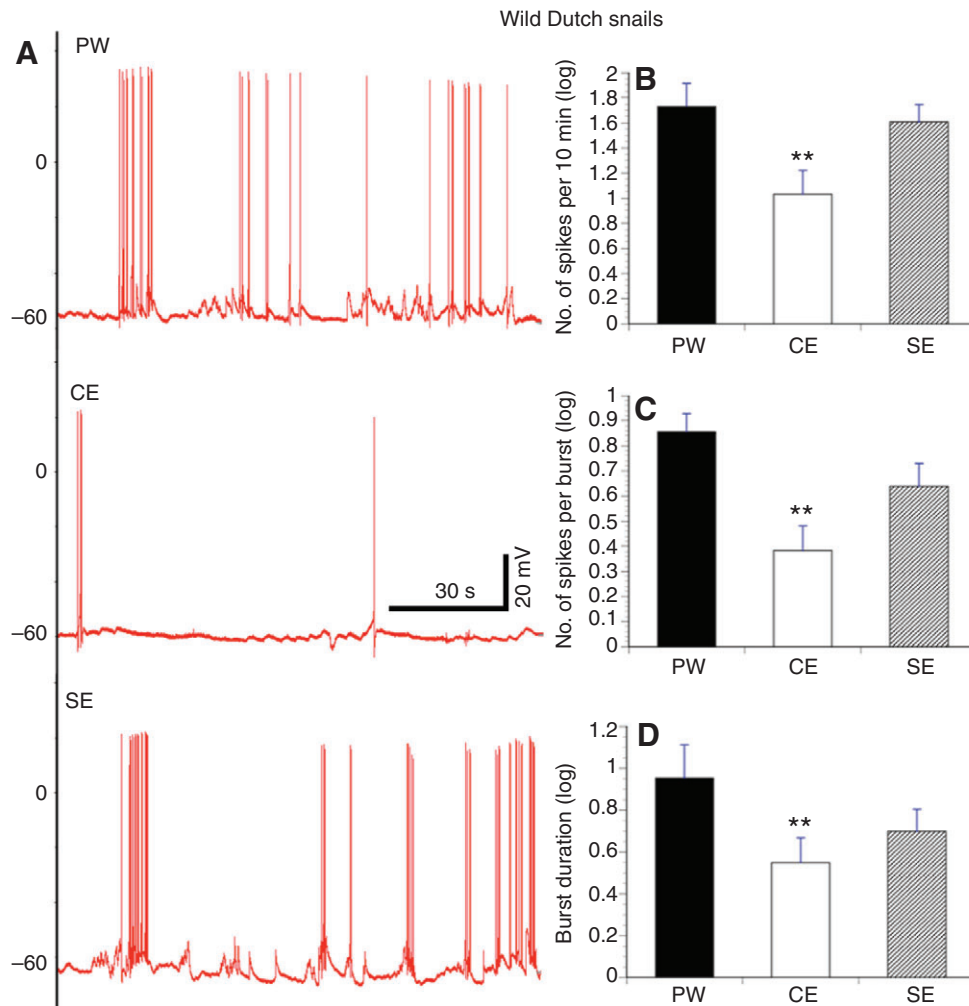 Wild Dutch snails
A
PW
0
−60
CE
0
−60
30 s
20 mV
SE
0
−60
B
No. of spikes per 10 min (log)
2
1.8
1.6
1.4
1.2
1
0.8
0.6
0.4
0.2
0
**
PW CE SE
C
No. of spikes per burst (log)
1
0.9
0.8
0.7
0.6
0.5
0.4
0.3
0.2
0.1
0
**
PW CE SE
D
Burst duration (log)
1.2
1
0.8
0.6
0.4
0.2
0
**
PW CE SE